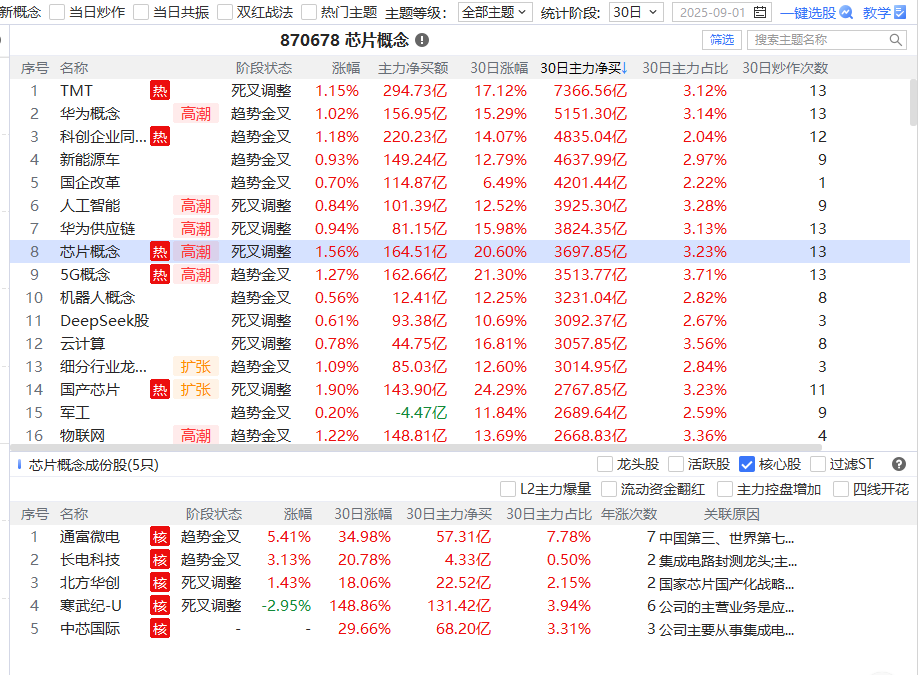 新概念 当日炒作 当日共振 双红战法 热门主题 主题等级: 全部主题 统计阶段: 30日 2025-09-01 一键选股 教学
870678 芯片概念 筛选 搜索主题名称
序号 名称 阶段状态 涨幅 主力净买额 30日涨幅 30日主力净买↓ 30日主力占比 30日炒作次数
1 TMT 热 死叉调整 1.15% 294.73亿 17.12% 7366.56亿 3.12% 13
2 华为概念 高潮 趋势金叉 1.02% 156.95亿 15.29% 5151.30亿 3.14% 13
3 科创企业同... 热 死叉调整 1.18% 220.23亿 14.07% 4835.04亿 2.04% 12
4 新能源车 趋势金叉 0.93% 149.24亿 12.79% 4637.99亿 2.97% 9
5 国企改革 趋势金叉 0.70% 114.87亿 6.49% 4201.44亿 2.22% 1
6 人工智能 高潮 死叉调整 0.84% 101.39亿 12.52% 3925.30亿 3.28% 9
7 华为供应链 高潮 死叉调整 0.94% 81.15亿 15.98% 3824.35亿 3.13% 13
8 芯片概念 热 高潮 死叉调整 1.56% 164.51亿 20.60% 3697.85亿 3.23% 13
9 5G概念 热 高潮 趋势金叉 1.27% 162.66亿 21.30% 3513.77亿 3.71% 13
10 机器人概念 趋势金叉 0.56% 12.41亿 12.25% 3231.04亿 2.82% 8
11 DeepSeek股 死叉调整 0.61% 93.38亿 10.69% 3092.37亿 2.67% 3
12 云计算 死叉调整 0.78% 44.75亿 16.81% 3057.85亿 3.56% 8
13 细分行业龙... 扩张 趋势金叉 1.09% 85.03亿 12.60% 3014.95亿 2.84% 3
14 国产芯片 热 扩张 死叉调整 1.90% 143.90亿 24.29% 2767.85亿 3.23% 11
15 军工 趋势金叉 0.20% -4.47亿 11.84% 2689.64亿 2.59% 9
16 物联网 高潮 趋势金叉 1.22% 148.81亿 13.69% 2668.83亿 3.36% 4
芯片概念成份股(5只) 龙头股 活跃股 核心股 过滤ST
L2主力爆量 流动资金翻红 主力控盘增加 四线开花
序号 名称 阶段状态 涨幅 30日涨幅 30日主力净买 30日主力占比 年涨次数 关联原因
1 通富微电 核 趋势金叉 5.41% 34.98% 57.31亿 7.78% 7 中国第三、世界第七...
2 长电科技 核 趋势金叉 3.13% 20.78% 4.33亿 0.50% 2 集成电路封测龙头;主...
3 北方华创 核 死叉调整 1.43% 18.06% 22.52亿 2.15% 2 国家芯片国产化战略...
4 寒武纪-U 核 死叉调整 -2.95% 148.86% 131.42亿 3.94% 6 公司的主营业务是应...
5 中芯国际 核 - - 29.66% 68.20亿 3.31% 3 公司主要从事集成电...